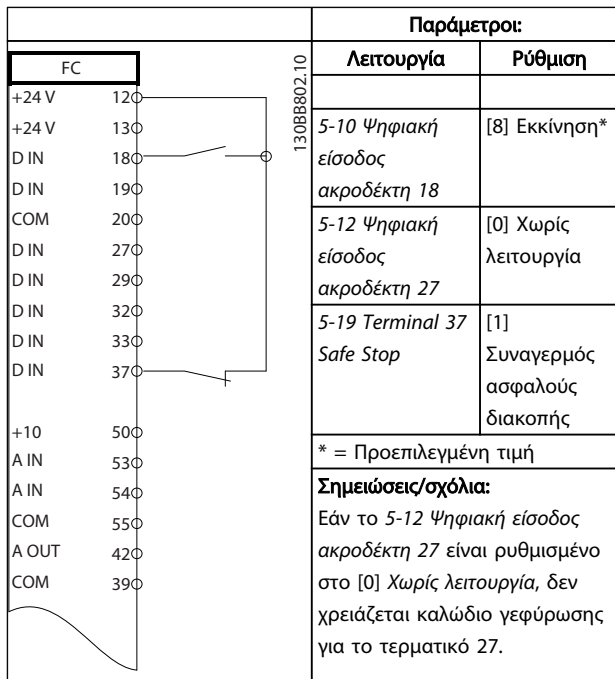 FC
+24 V 12
+24 V 13
D IN 18
D IN 19
COM 20
D IN 27
D IN 29
D IN 32
D IN 33
D IN 37
+10 50
A IN 53
A IN 54
COM 55
A OUT 42
COM 39
130BB802.10
Παράμετροι:
Λειτουργία Ρύθμιση
5-10 Ψηφιακή [8] Εκκίνηση*
είσοδος
ακροδέκτη 18
5-12 Ψηφιακή [0] Χωρίς
είσοδος λειτουργία
ακροδέκτη 27
5-19 Terminal 37 [1]
Safe Stop Συναγερμός
ασφαλούς
διακοπής
* = Προεπιλεγμένη τιμή
Σημειώσεις/σχόλια:
Εάν το 5-12 Ψηφιακή είσοδος
ακροδέκτη 27 είναι ρυθμισμένο
στο [0] Χωρίς λειτουργία, δεν
χρειάζεται καλώδιο γεφύρωσης
για το τερματικό 27.